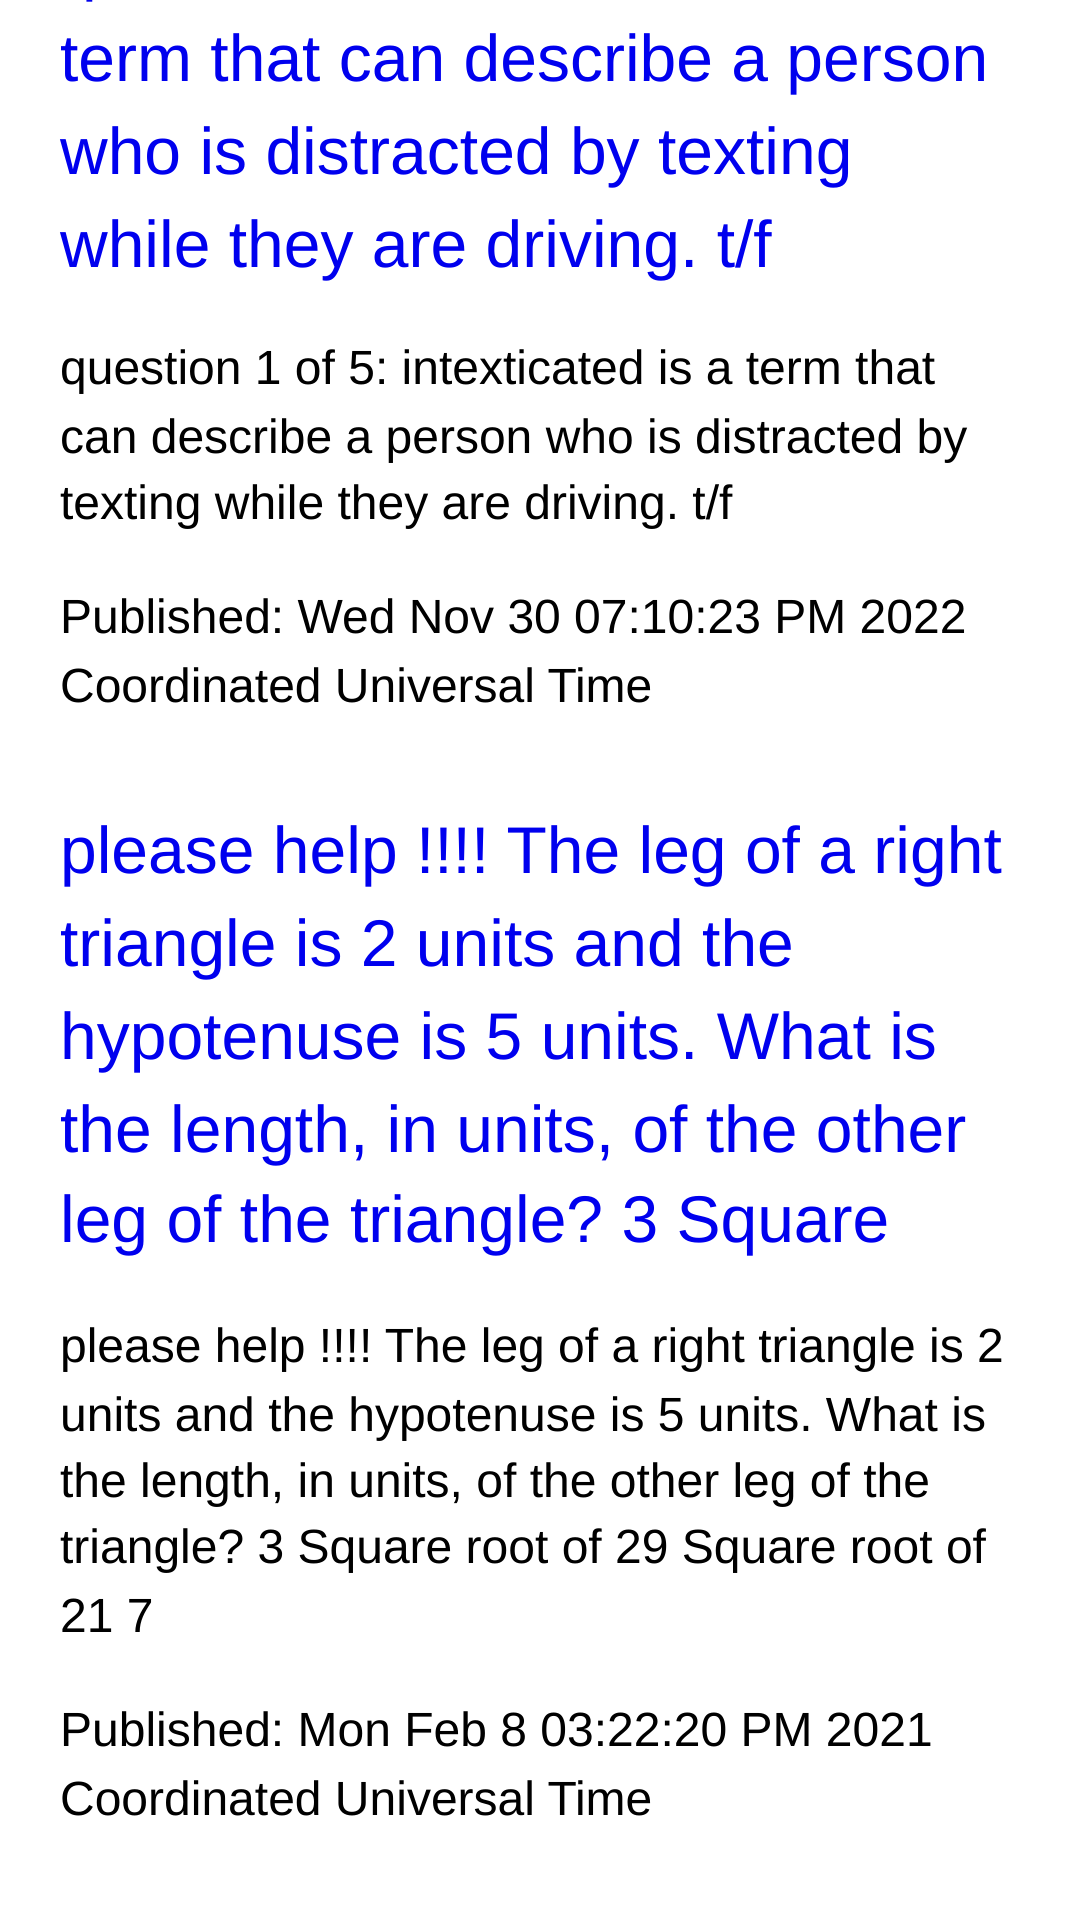 term that can describe a person
who is distracted by texting
while they are driving. t/f
question 1 of 5: intexticated is a term that
can describe a person who is distracted by
texting while they are driving. t/f
Published: Wed Nov 30 07:10:23 PM 2022
Coordinated Universal Time
please help !!!! The leg of a right
triangle is 2 units and the
hypotenuse is 5 units. What is
the length, in units, of the other
leg of the triangle? 3 Square
please help !!!! The leg of a right triangle is 2
units and the hypotenuse is 5 units. What is
the length, in units, of the other leg of the
triangle? 3 Square root of 29 Square root of
21 7
Published: Mon Feb 8 03:22:20 PM 2021
Coordinated Universal Time